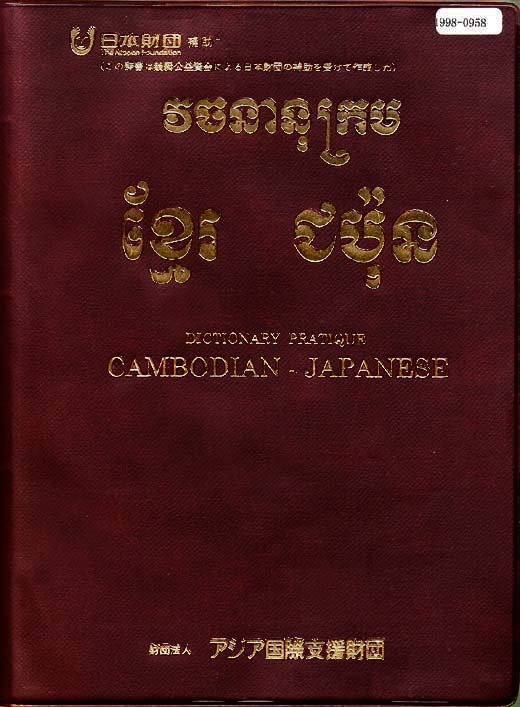 1998-0958
日本財団 補助
The Nippon Foundation
(この辞書は競艇公益資金による日本財団の補助を受けて作成した)
វចនានុក្រម
ខ្មែរ ជប៉ុន
DICTIONARY PRATIQUE
CAMBODIAN - JAPANESE
財団法人 アジア国際支援財団